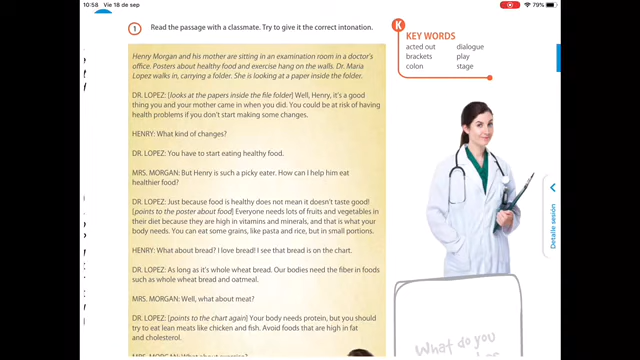 10:58 Vie 18 de sep
79%
1 Read the passage with a classmate. Try to give it the correct intonation.
Henry Morgan and his mother are sitting in an examination room in a doctor's
office. Posters about healthy food and exercise hang on the walls. Dr. Maria
Lopez walks in, carrying a folder. She is looking at a paper inside the folder.
DR. LOPEZ: [looks at the papers inside the file folder] Well, Henry, it's a good
thing you and your mother came in when you did. You could be at risk of having
health problems if you don't start making some changes.
HENRY: What kind of changes?
DR. LOPEZ: You have to start eating healthy food.
MRS. MORGAN: But Henry is such a picky eater. How can I help him eat
healthier food?
DR. LOPEZ: Just because food is healthy does not mean it doesn't taste good!
[points to the poster about food] Everyone needs lots of fruits and vegetables in
their diet because they are high in vitamins and minerals, and that is what your
body needs. You can eat some grains, like pasta and rice, but in small portions.
HENRY: What about bread? I love bread! I see that bread is on the chart.
DR. LOPEZ: As long as it's whole wheat bread. Our bodies need the fiber in foods
such as whole wheat bread and oatmeal.
MRS. MORGAN: Well, what about meat?
DR. LOPEZ: [points to the chart again] Your body needs protein, but you should
try to eat lean meats like chicken and fish. Avoid foods that are high in fat
and cholesterol.
MRS. MORGAN: What about exercise?
K
KEY WORDS
acted out dialogue
brackets play
colon stage
Detalle sesión
What do you